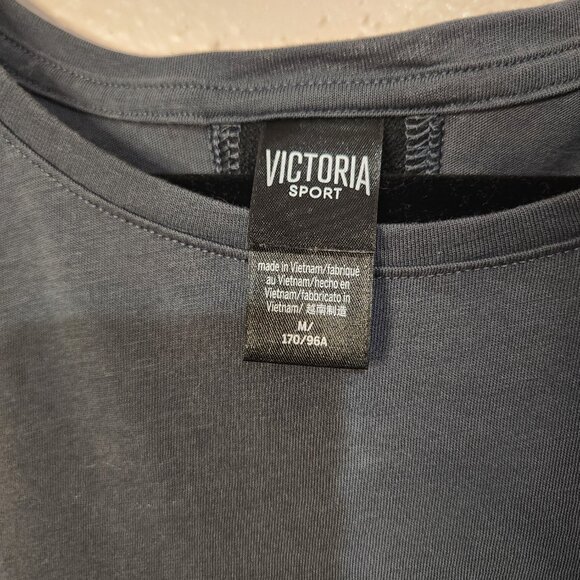 VICTORIA
SPORT
made in Vietnam/fabriqué
au Vietnam/hecho en
Vietnam/fabbricato in
Vietnam/ 越南制造
M/
170/96A